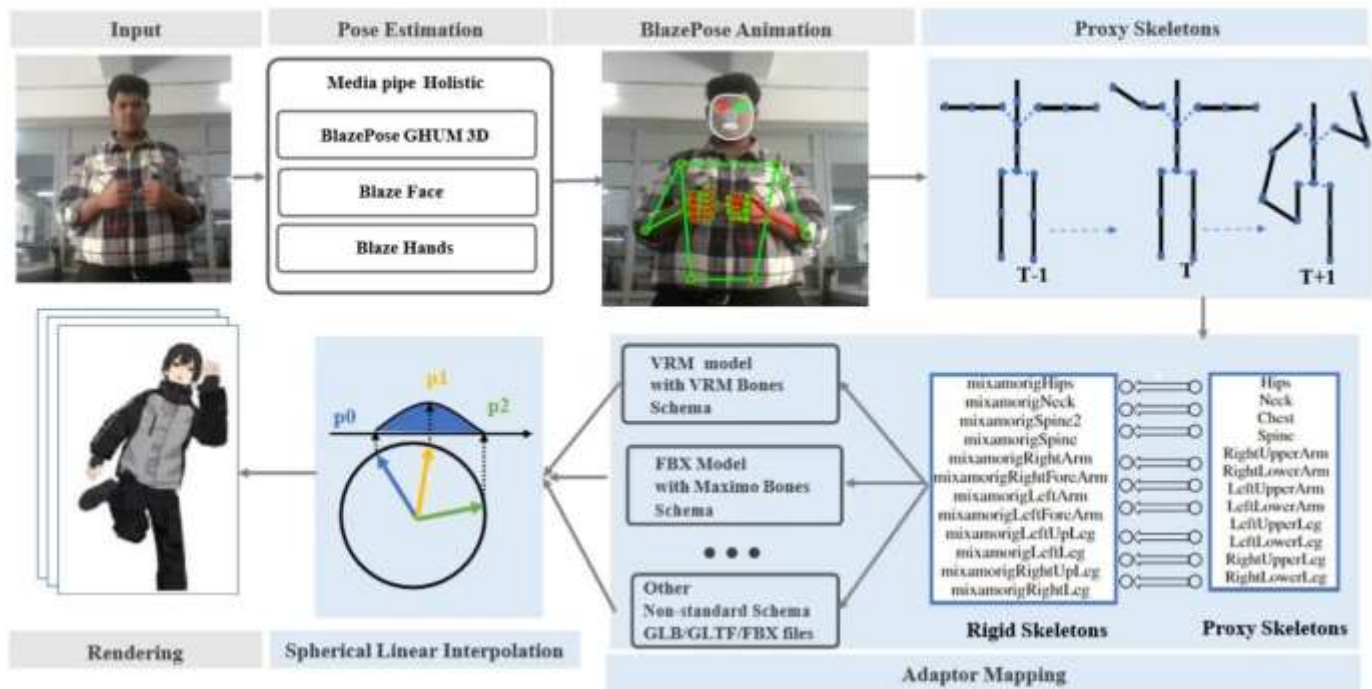 Input
Pose Estimation
BlazePose Animation
Proxy Skeletons
Media pipe Holistic
BlazePose GHUM 3D
Blaze Face
Blaze Hands
T-1
T
T+1
p0
p1
p2
VRM model
with VRM Bones
Schema
FBX Model
with Maximo Bones
Schema
Other
Non-standard Schema
GLB/GLTF/FBX files
mixamorigHips
mixamorigNeck
mixamorigSpine2
mixamorigSpine
mixamorigRightArm
mixamorigRightForeArm
mixamorigLeftArm
mixamorigLeftForeArm
mixamorigLeftUpLeg
mixamorigLeftLeg
mixamorigRightUpLeg
mixamorigRightLeg
Hips
Neck
Chest
Spine
RightUpperArm
RightLowerArm
LeftUpperArm
LeftLowerArm
LeftUpperLeg
LeftLowerLeg
RightUpperLeg
RightLowerLeg
Rigid Skeletons
Proxy Skeletons
Rendering
Spherical Linear Interpolation
Adaptor Mapping